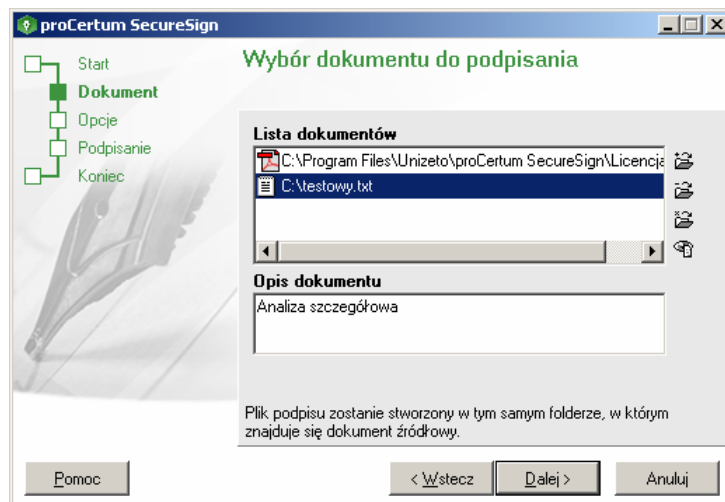 proCertum SecureSign
Start
Dokument
Opcje
Podpisanie
Koniec
Wybór dokumentu do podpisania
Lista dokumentów
C:\Program Files\Unizeto\proCertum SecureSign\Licencja
C:\testowy.txt
Opis dokumentu
Analiza szczegółowa
Plik podpisu zostanie stworzony w tym samym folderze, w którym
znajduje się dokument źródłowy.
Pomoc
< Wstecz
Dalej >
Anuluj